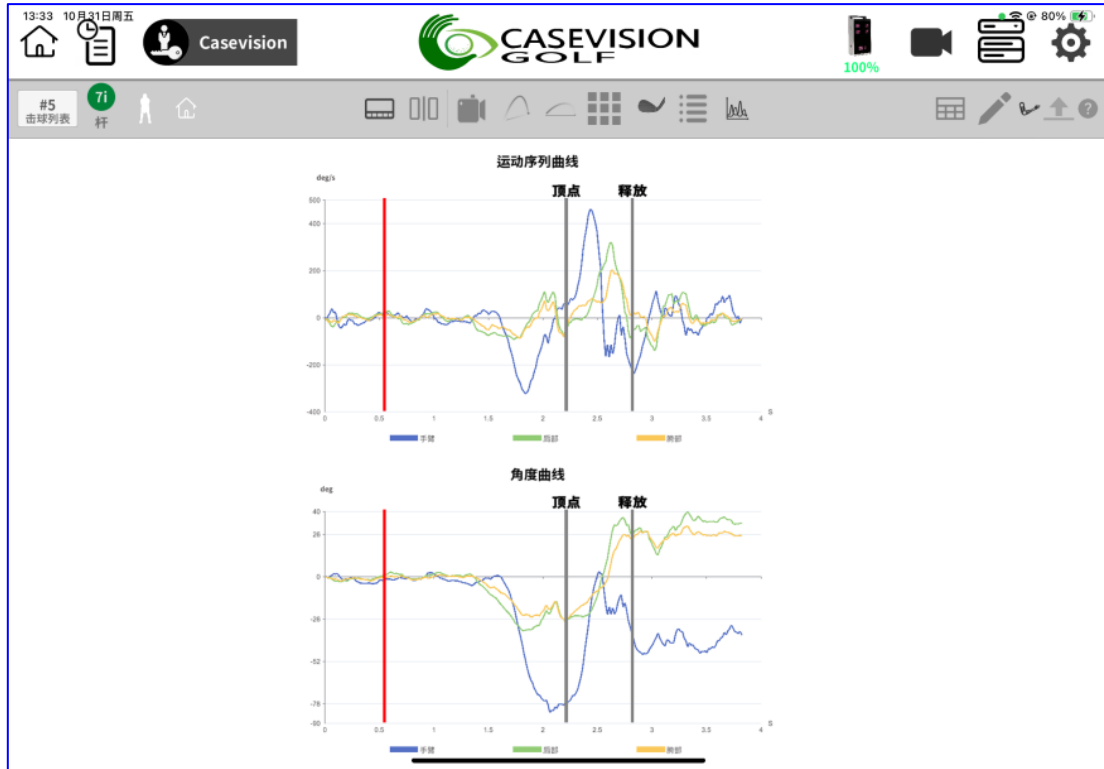 13:33 10月31日周五
80%
Casevision
CASEVISION
GOLF
100%
#5
击球列表
7i
杆
运动序列曲线
deg/s
顶点 释放
500
400
200
0
-200
-400
0 0.5 1 1.5 2 2.5 3 3.5 4 S
手臂 肩部 胯部
角度曲线
deg
顶点 释放
40
26
0
-26
-52
-78
-90
0 0.5 1 1.5 2 2.5 3 3.5 4 S
手臂 肩部 胯部